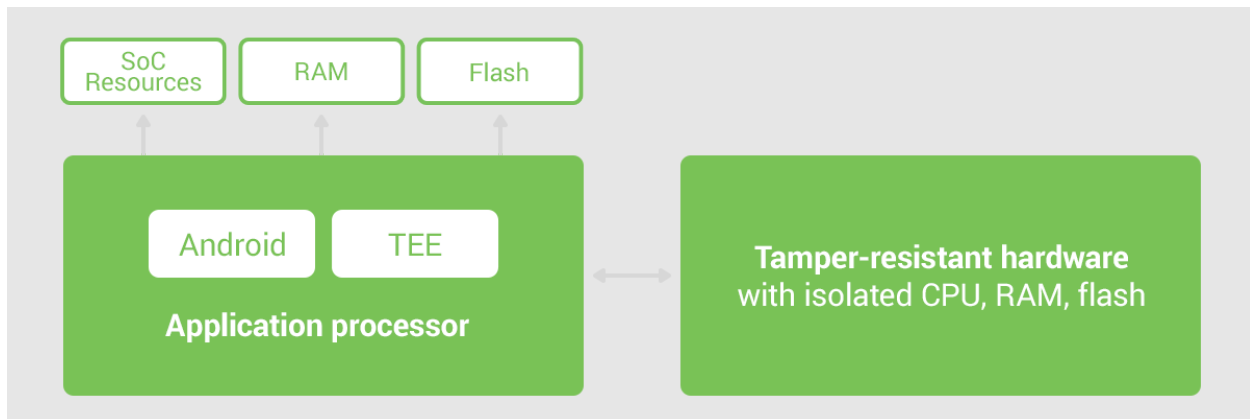 SoC
Resources
RAM
Flash
Android
TEE
Application processor
Tamper-resistant hardware
with isolated CPU, RAM, flash